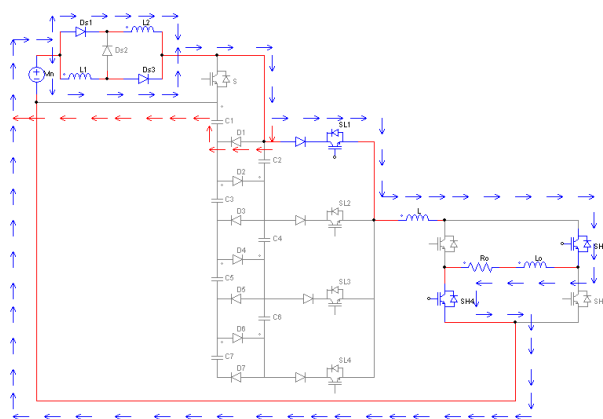 Ds1
L2
Ds2
Vin
L1
Ds3
S
C1
SL1
D1
C2
D2
C3
SL2
D3
L
C4
SH
D4
Ro
Lo
C5
SL3
D5
SH4
SH
C6
D6
C7
SL4
D7